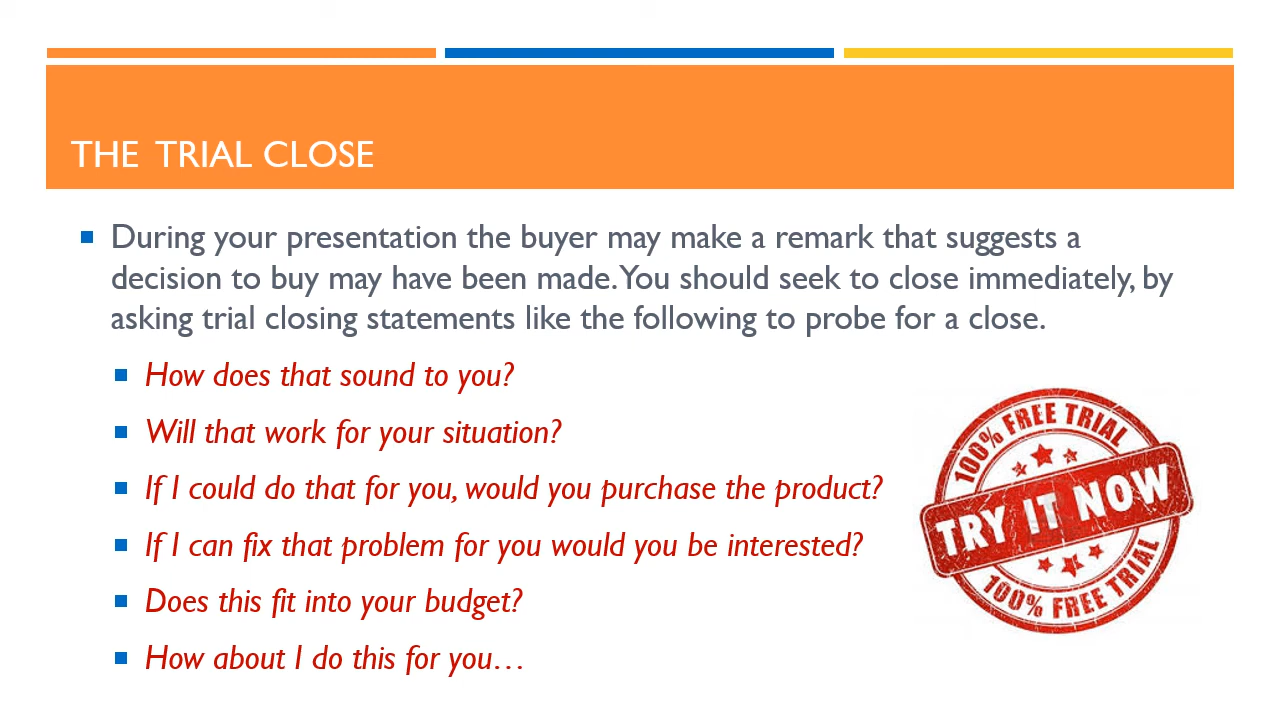 THE TRIAL CLOSE
During your presentation the buyer may make a remark that suggests a
decision to buy may have been made. You should seek to close immediately, by
asking trial closing statements like the following to probe for a close.
How does that sound to you?
Will that work for your situation?
If I could do that for you, would you purchase the product?
If I can fix that problem for you would you be interested?
Does this fit into your budget?
How about I do this for you…
100% FREE TRIAL
TRY IT NOW
100% FREE TRIAL